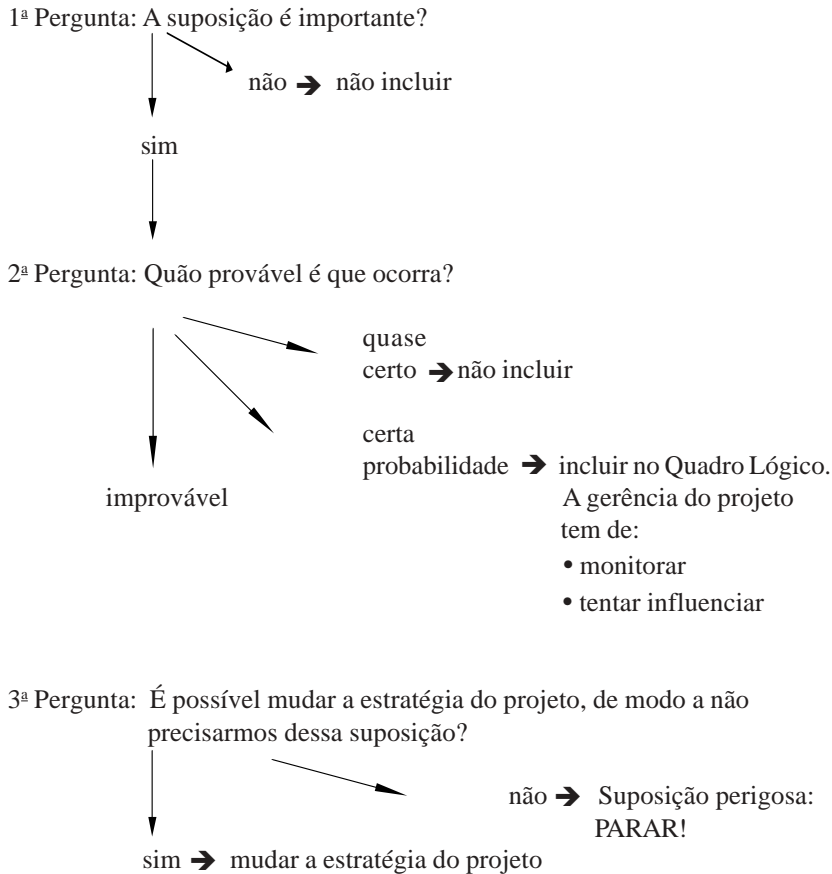 1ª Pergunta: A suposição é importante?
não ➔ não incluir
sim
2ª Pergunta: Quão provável é que ocorra?
quase
certo ➔ não incluir
certa
probabilidade ➔ incluir no Quadro Lógico.
A gerência do projeto
tem de:
• monitorar
• tentar influenciar
improvável
3ª Pergunta: É possível mudar a estratégia do projeto, de modo a não
precisarmos dessa suposição?
não ➔ Suposição perigosa:
PARAR!
sim ➔ mudar a estratégia do projeto